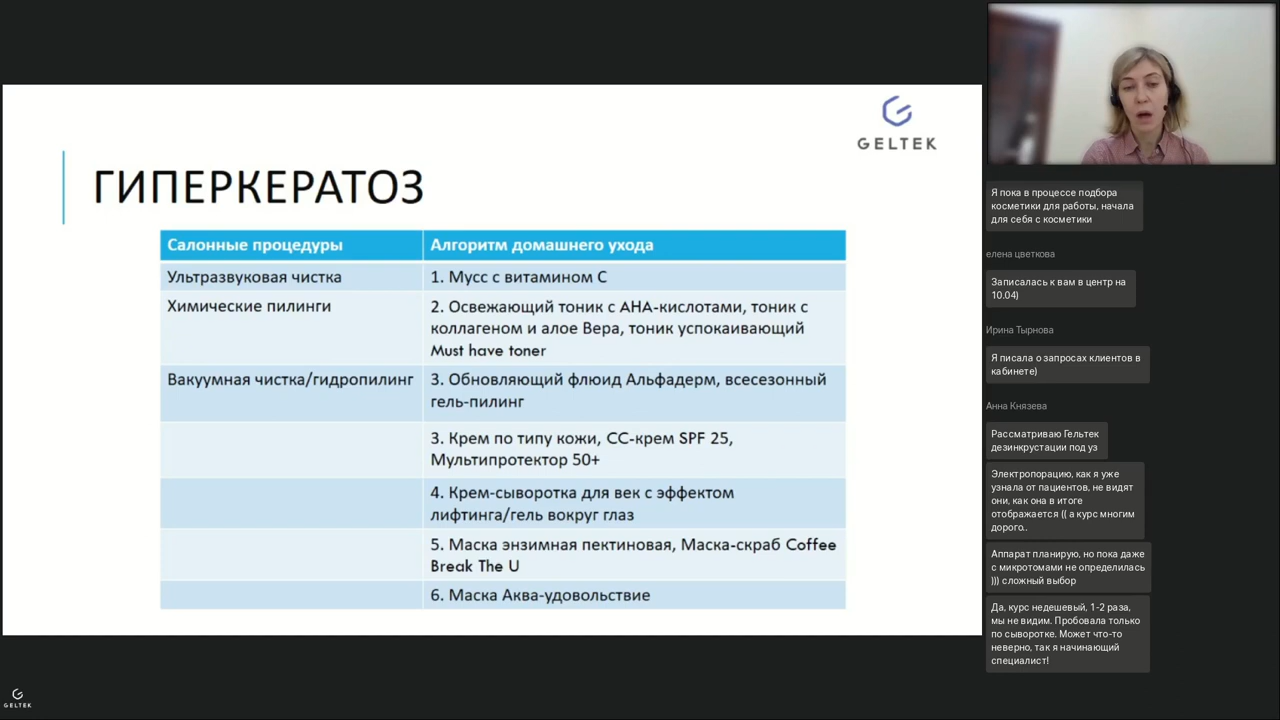 GELTEK
ГИПЕРКЕРАТОЗ
Салонные процедуры
Алгоритм домашнего ухода
Ультразвуковая чистка
1. Мусс с витамином С
Химические пилинги
2. Освежающий тоник с АНА-кислотами, тоник с
коллагеном и алое Вера, тоник успокаивающий
Must have toner
Вакуумная чистка/гидропилинг
3. Обновляющий флюид Альфадерм, всесезонный
гель-пилинг
3. Крем по типу кожи, СС-крем SPF 25,
Мультипротектор 50+
4. Крем-сыворотка для век с эффектом
лифтинга/гель вокруг глаз
5. Маска энзимная пектиновая, Маска-скраб Coffee
Break The U
6. Маска Аква-удовольствие
GELTEK
Я пока в процессе подбора
косметики для работы, начала
для себя с косметики
елена цветкова
Записалась к вам в центр на
10.04)
Ирина Тырнова
Я писала о запросах клиентов в
кабинете)
Анна Князева
Рассматриваю Гельтек
дезинкрустации под уз
Электропорацию, как я уже
узнала от пациентов, не видят
они, как она в итоге
отображается (( а курс многим
дорого..
Аппарат планирую, но пока даже
с микротомами не определилась
))) сложный выбор
Да, курс недешевый, 1-2 раза,
мы не видим. Пробовала только
по сыворотке. Может что-то
неверно, так я начинающий
специалист!